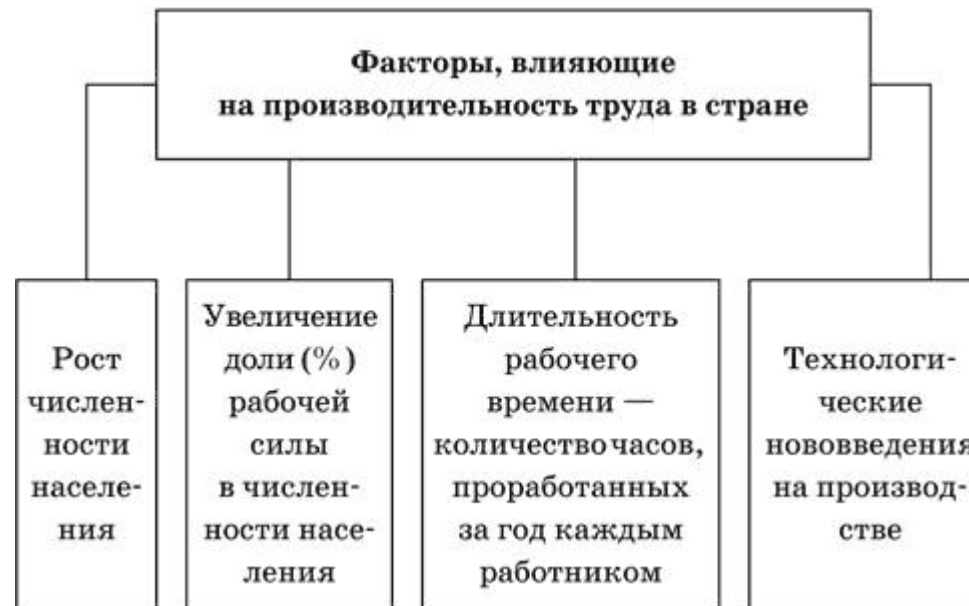 Факторы, влияющие
на производительность труда в стране
Рост
числен-
ности
населе-
ния
Увеличение
доли (%)
рабочей
силы
в числен-
ности насе-
ления
Длительность
рабочего
времени —
количество часов,
проработанных
за год каждым
работником
Технологи-
ческие
нововведения
на производ-
стве